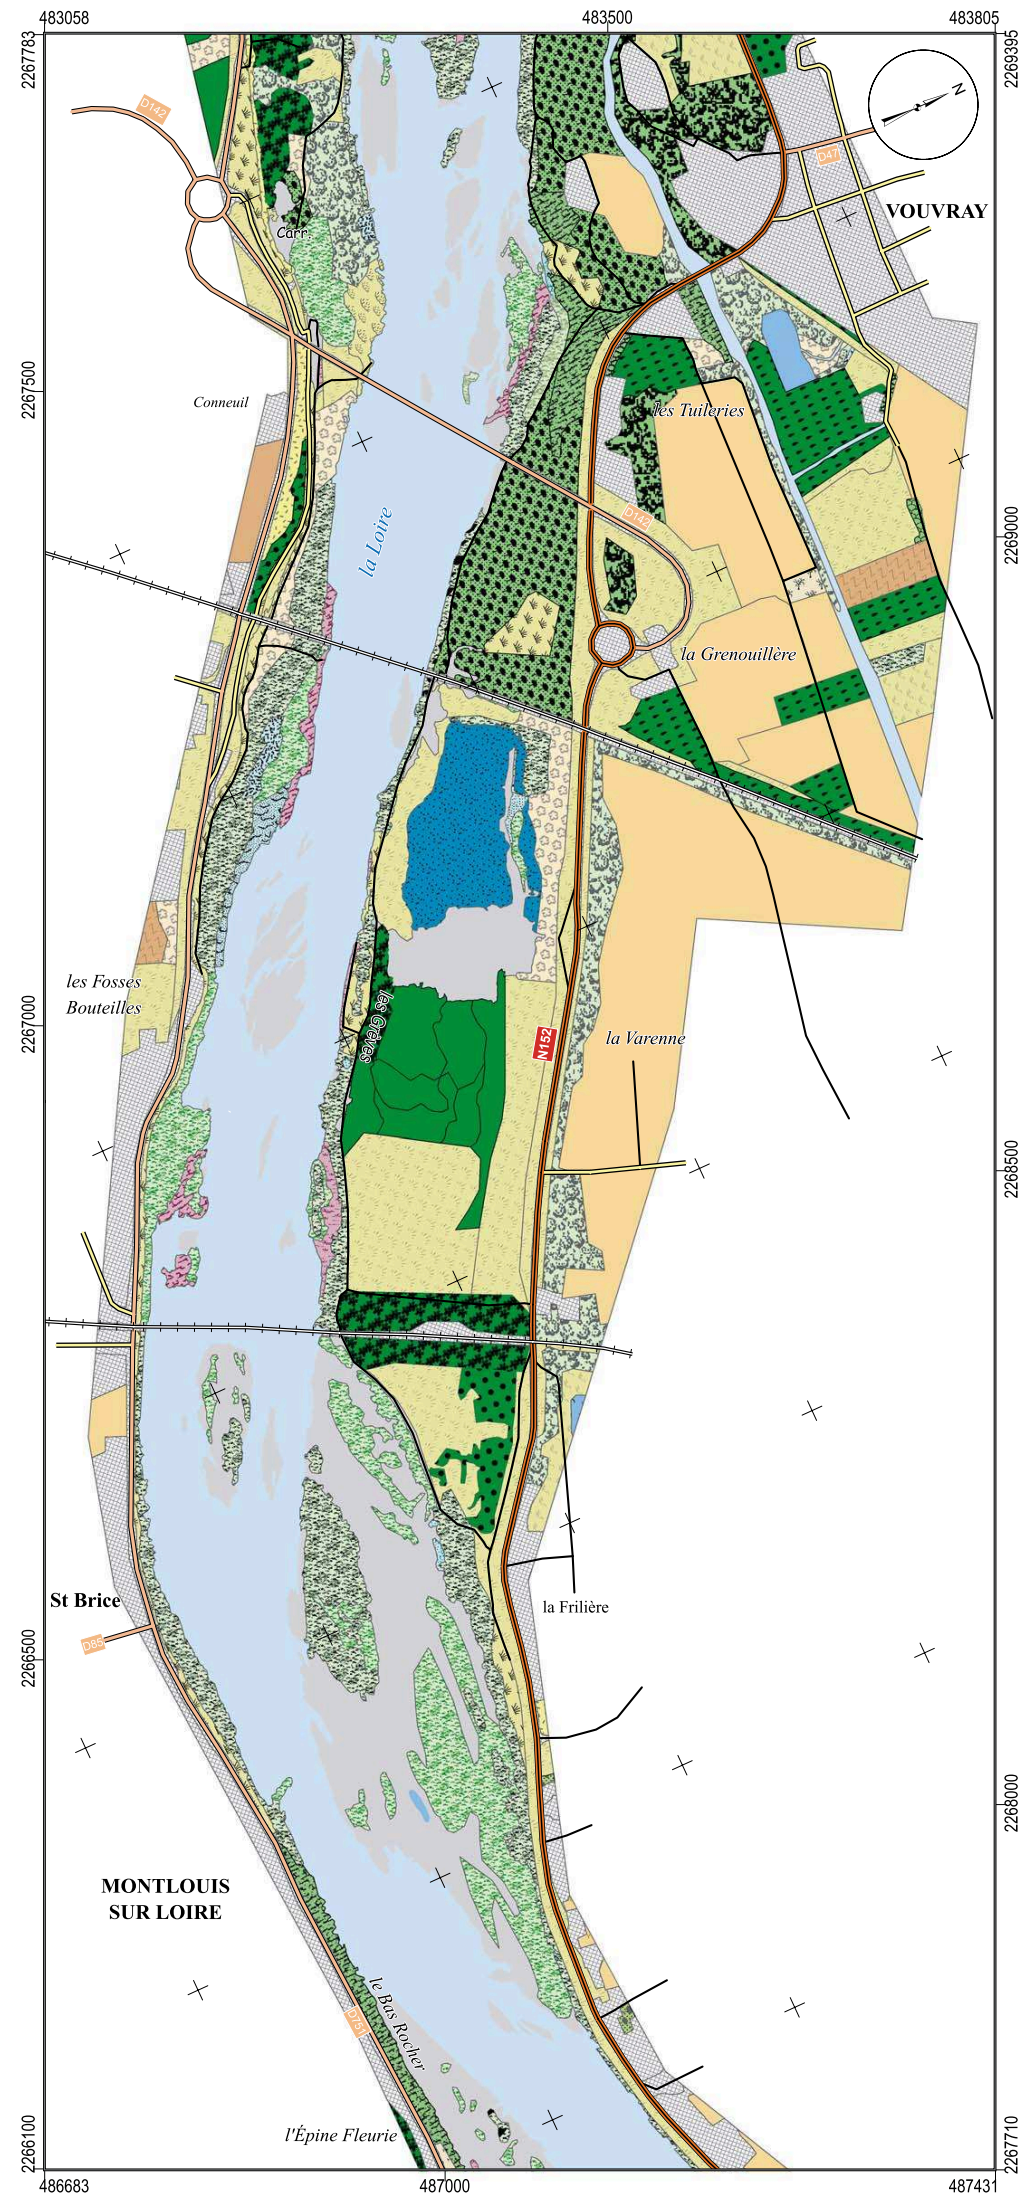 483058
483500
483805
2267783
2269395
D142
N
D47
VOUVRAY
Carr.
2267500
Conneuil
les Tuileries
la Loire
D142
2269000
la Grenouillère
les Fosses
Bouteilles
les Grèves
2267000
N152
la Varenne
2268500
St Brice
la Frilière
D85
2266500
2268000
MONTLOUIS
SUR LOIRE
le Bas Rocher
D751
l'Épine Fleurie
2266100
2267710
486683
487000
487431